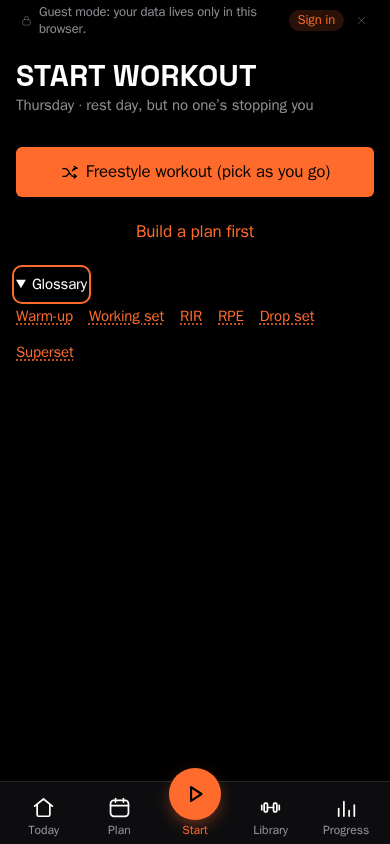 Guest mode: your data lives only in this
browser.
Sign in
START WORKOUT
Thursday · rest day, but no one's stopping you
Freestyle workout (pick as you go)
Build a plan first
Glossary
Warm-up Working set RIR RPE Drop set
Superset
Today Plan Start Library Progress